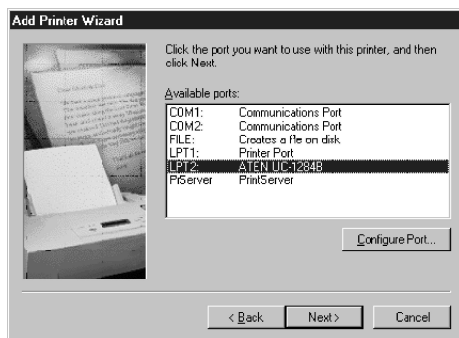 Add Printer Wizard
Click the port you want to use with this printer, and then
click Next.
Available ports:
COM1: Communications Port
COM2: Communications Port
FILE: Creates a file on disk
LPT1: Printer Port
LPT2: ATEN UC-1284B
PrServer PrintServer
Configure Port...
< Back
Next >
Cancel